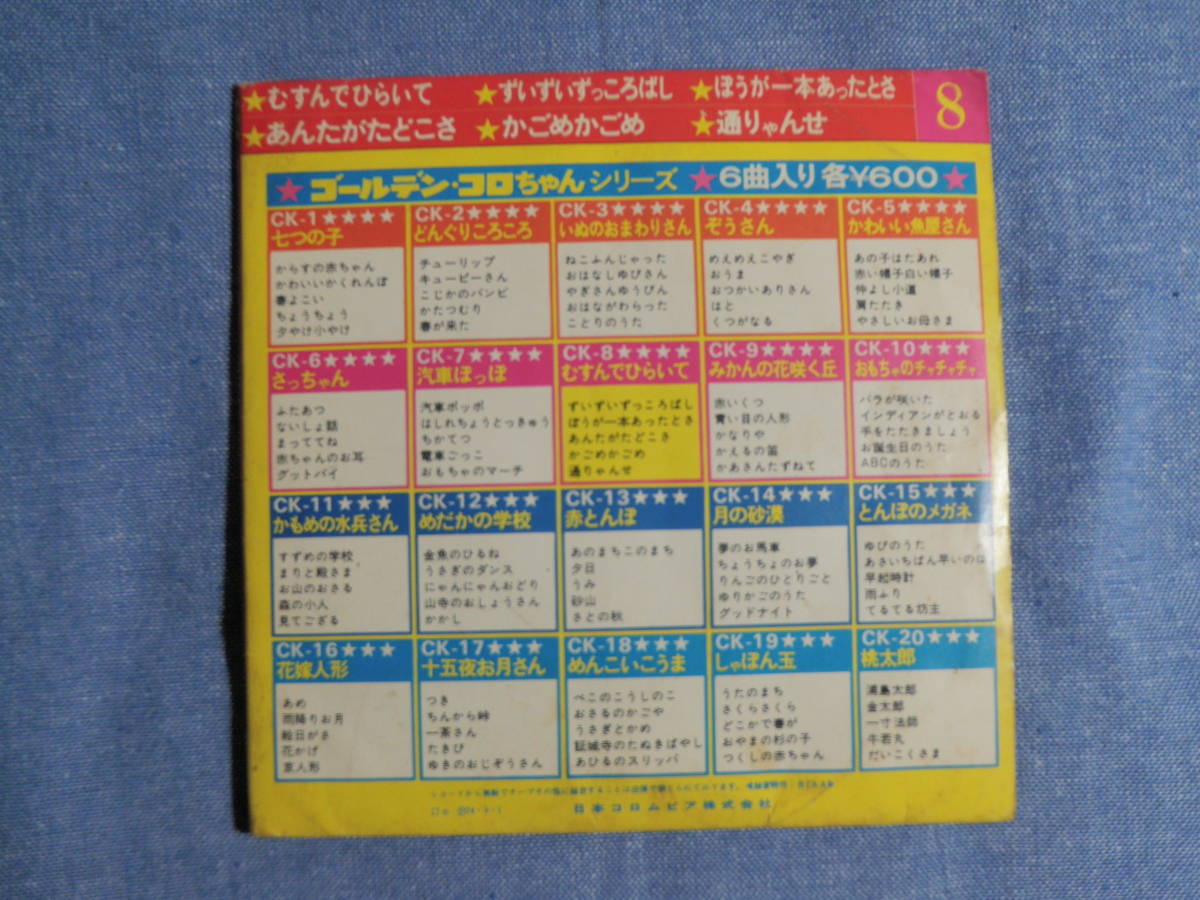 ★むすんでひらいて ★ずいずいずっころばし ★ぼうが一本あったとさ
★あんたがたどこさ ★かごめかごめ ★通りゃんせ
8
★ゴールデン・コロちゃんシリーズ ★6曲入り各¥600★
CK-1★★★★
七つの子
からすの赤ちゃん
かわいいかくれんぼ
春よこい
ちょうちょう
夕やけ小やけ
CK-2★★★★
どんぐりころころ
チューリップ
キューピーさん
こじかのバンビ
かたつむり
春が来た
CK-3★★★★
いぬのおまわりさん
ねこふんじゃった
おはなしゆびさん
やぎさんゆうびん
おはながわらった
ことりのうた
CK-4★★★★
ぞうさん
めえめえこやぎ
おうま
おつかいありさん
はと
くつがなる
CK-5★★★★
かわいい魚屋さん
あの子はたあれ
赤い帽子白い帽子
仲よし小道
肩たたき
やさしいお母さま
CK-6★★★★
さっちゃん
ふたあつ
ないしょ話
まっててね
赤ちゃんのお耳
グットバイ
CK-7★★★★
汽車ぽっぽ
汽車ポッポ
はしれちょうとっきゅう
ちかてつ
電車ごっこ
おもちゃのマーチ
CK-8★★★★
むすんでひらいて
ずいずいずっころばし
ぼうが一本あったとさ
あんたがたどこさ
かごめかごめ
通りゃんせ
CK-9★★★★
みかんの花咲く丘
赤いくつ
青い目の人形
かなりや
かえるの笛
かあさんたずねて
CK-10★★★★
おもちゃのチャチャチャ
バラが咲いた
インディアンがとおる
手をたたきましょう
お誕生日のうた
ABCのうた
CK-11★★★
かもめの水兵さん
すずめの学校
まりと殿さま
お山のおさる
森の小人
見てござる
CK-12★★★
めだかの学校
金魚のひるね
うさぎのダンス
にゃんにゃんおどり
山寺のおしょうさん
かかし
CK-13★★★
赤とんぼ
あのまちこのまち
夕日
うみ
砂山
さとの秋
CK-14★★★
月の砂漠
夢のお馬車
ちょうちょのお夢
りんごのひとりごと
ゆりかごのうた
グッドナイト
CK-15★★★
とんぼのメガネ
ゆびのうた
あさいちばん早いのは
早起時計
雨ふり
てるてる坊主
CK-16★★★
花嫁人形
あめ
雨降りお月
絵日がさ
花かげ
京人形
CK-17★★★
十五夜お月さん
つき
ちんから峠
一茶さん
たきび
ゆきのおじぞうさん
CK-18★★★
めんこいこうま
べこのこうしのこ
おさるのかごや
うさぎとかめ
証城寺のたぬきばやし
あひるのスリッパ
CK-19★★★
しゃぼん玉
うたのまち
さくらさくら
どこかで春が
おやまの杉の子
つくしの赤ちゃん
CK-20★★★
桃太郎
浦島太郎
金太郎
一寸法師
牛若丸
だいこくさま
レコードから無断でテープその他に録音することは法律で禁じられております。
日本コロムビア株式会社